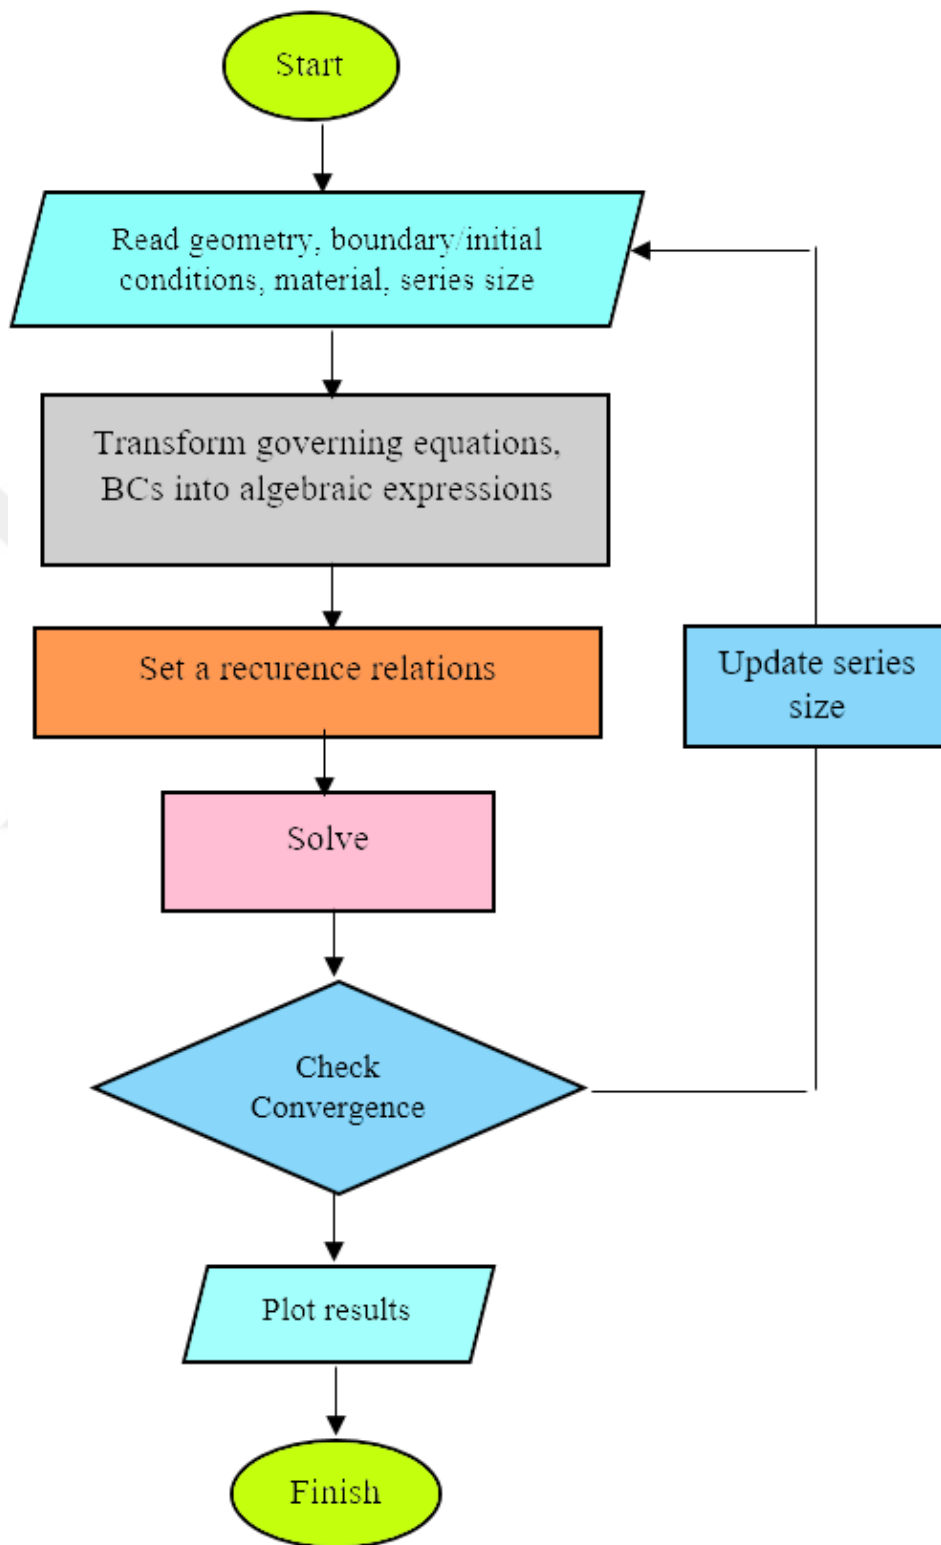 Start
Read geometry, boundary/initial
conditions, material, series size
Transform governing equations,
BCs into algebraic expressions
Set a recurence relations
Update series
size
Solve
Check
Convergence
Plot results
Finish